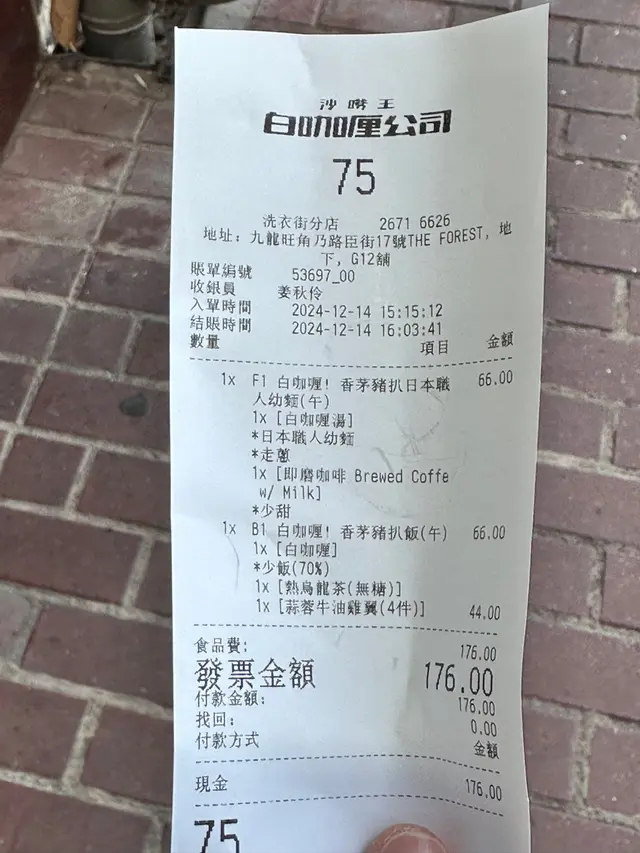 沙嗲王
白咖喱公司
75
洗衣街分店 2671 6626
地址: 九龍旺角乃路臣街17號THE FOREST, 地
下, G12舖
賬單編號 53697_00
收銀員 姜秋伶
入單時間 2024-12-14 15:15:12
結賬時間 2024-12-14 16:03:41
數量 項目 金額
1x F1 白咖喱! 香茅豬扒日本職 66.00
人幼麵(午)
1x [白咖喱湯]
*日本職人幼麵
*走蔥
1x [即磨咖啡 Brewed Coffe
w/ Milk]
*少甜
1x B1 白咖喱! 香茅豬扒飯(午) 66.00
1x [白咖喱]
*少飯(70%)
1x [熱烏龍茶(無糖)]
1x [蒜蓉牛油雞翼(4件)] 44.00
食品費: 176.00
發票金額 176.00
付款金額: 176.00
找回: 0.00
付款方式 金額
現金 176.00
75